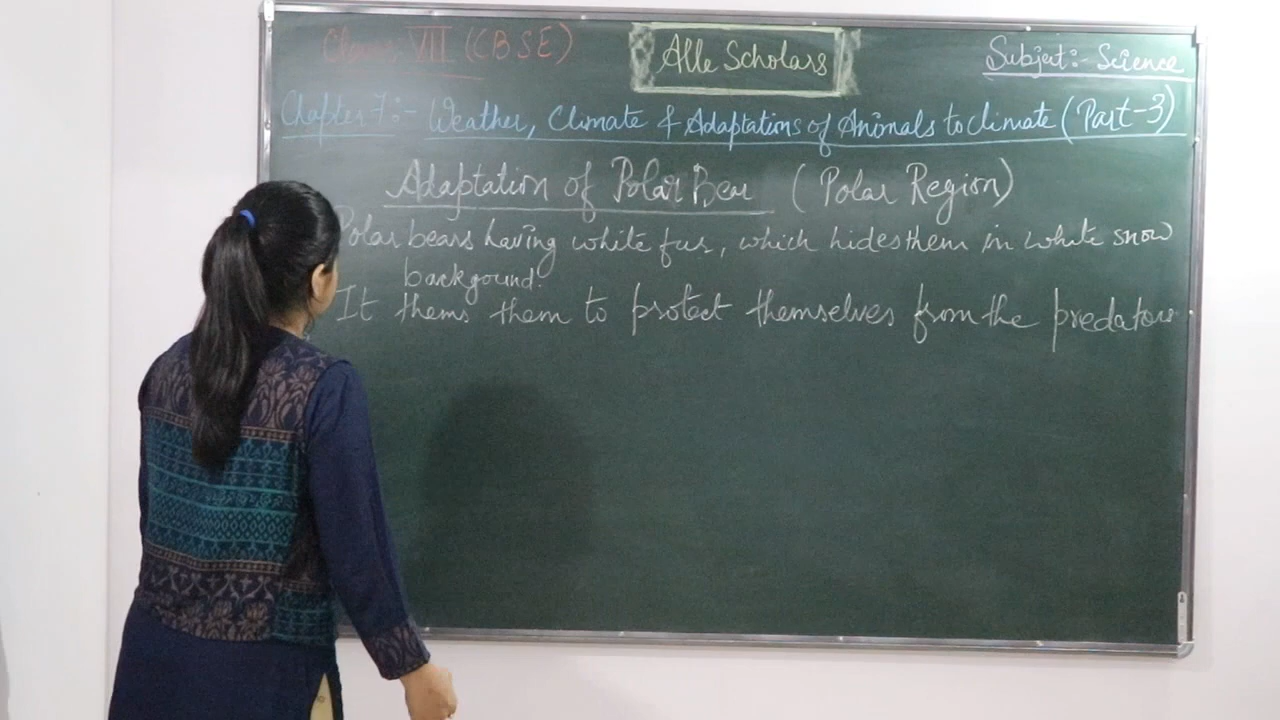 Class:- VII (CBSE)
Alle Scholars
Subject:- Science
Chapter 7:- Weather, Climate & Adaptations of Animals to climate (Part-3)
Adaptation of Polar Bear (Polar Region)
Polar bears having white fur, which hides them in white snow
backgound.
It thems them to protect themselves from the predators